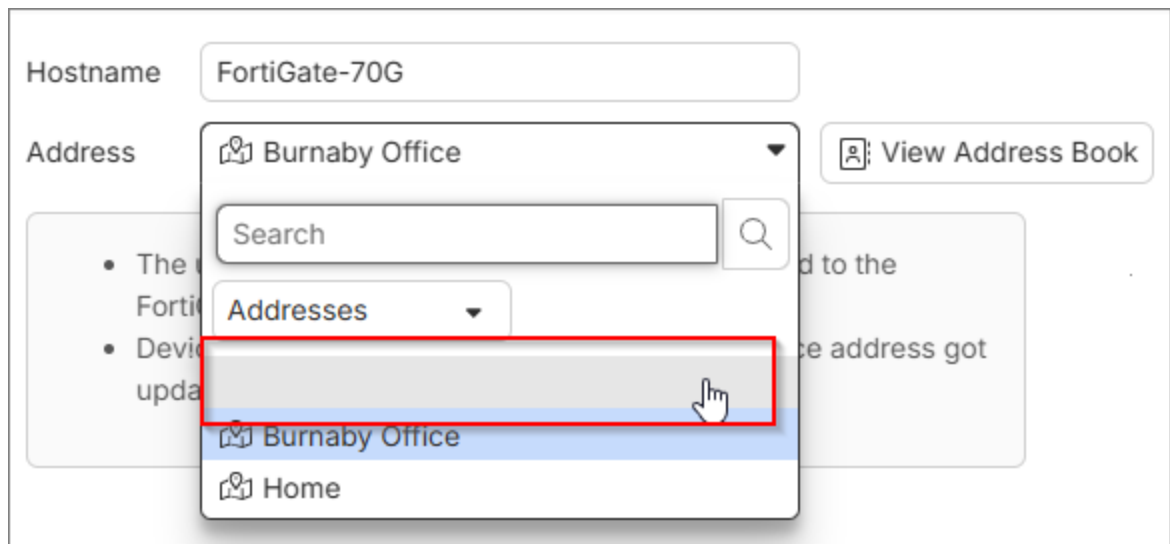 Hostname FortiGate-70G
Address Burnaby Office View Address Book
Search
• The d to the
Addresses
Forti
• Devi ce address got
upda
Burnaby Office
Home